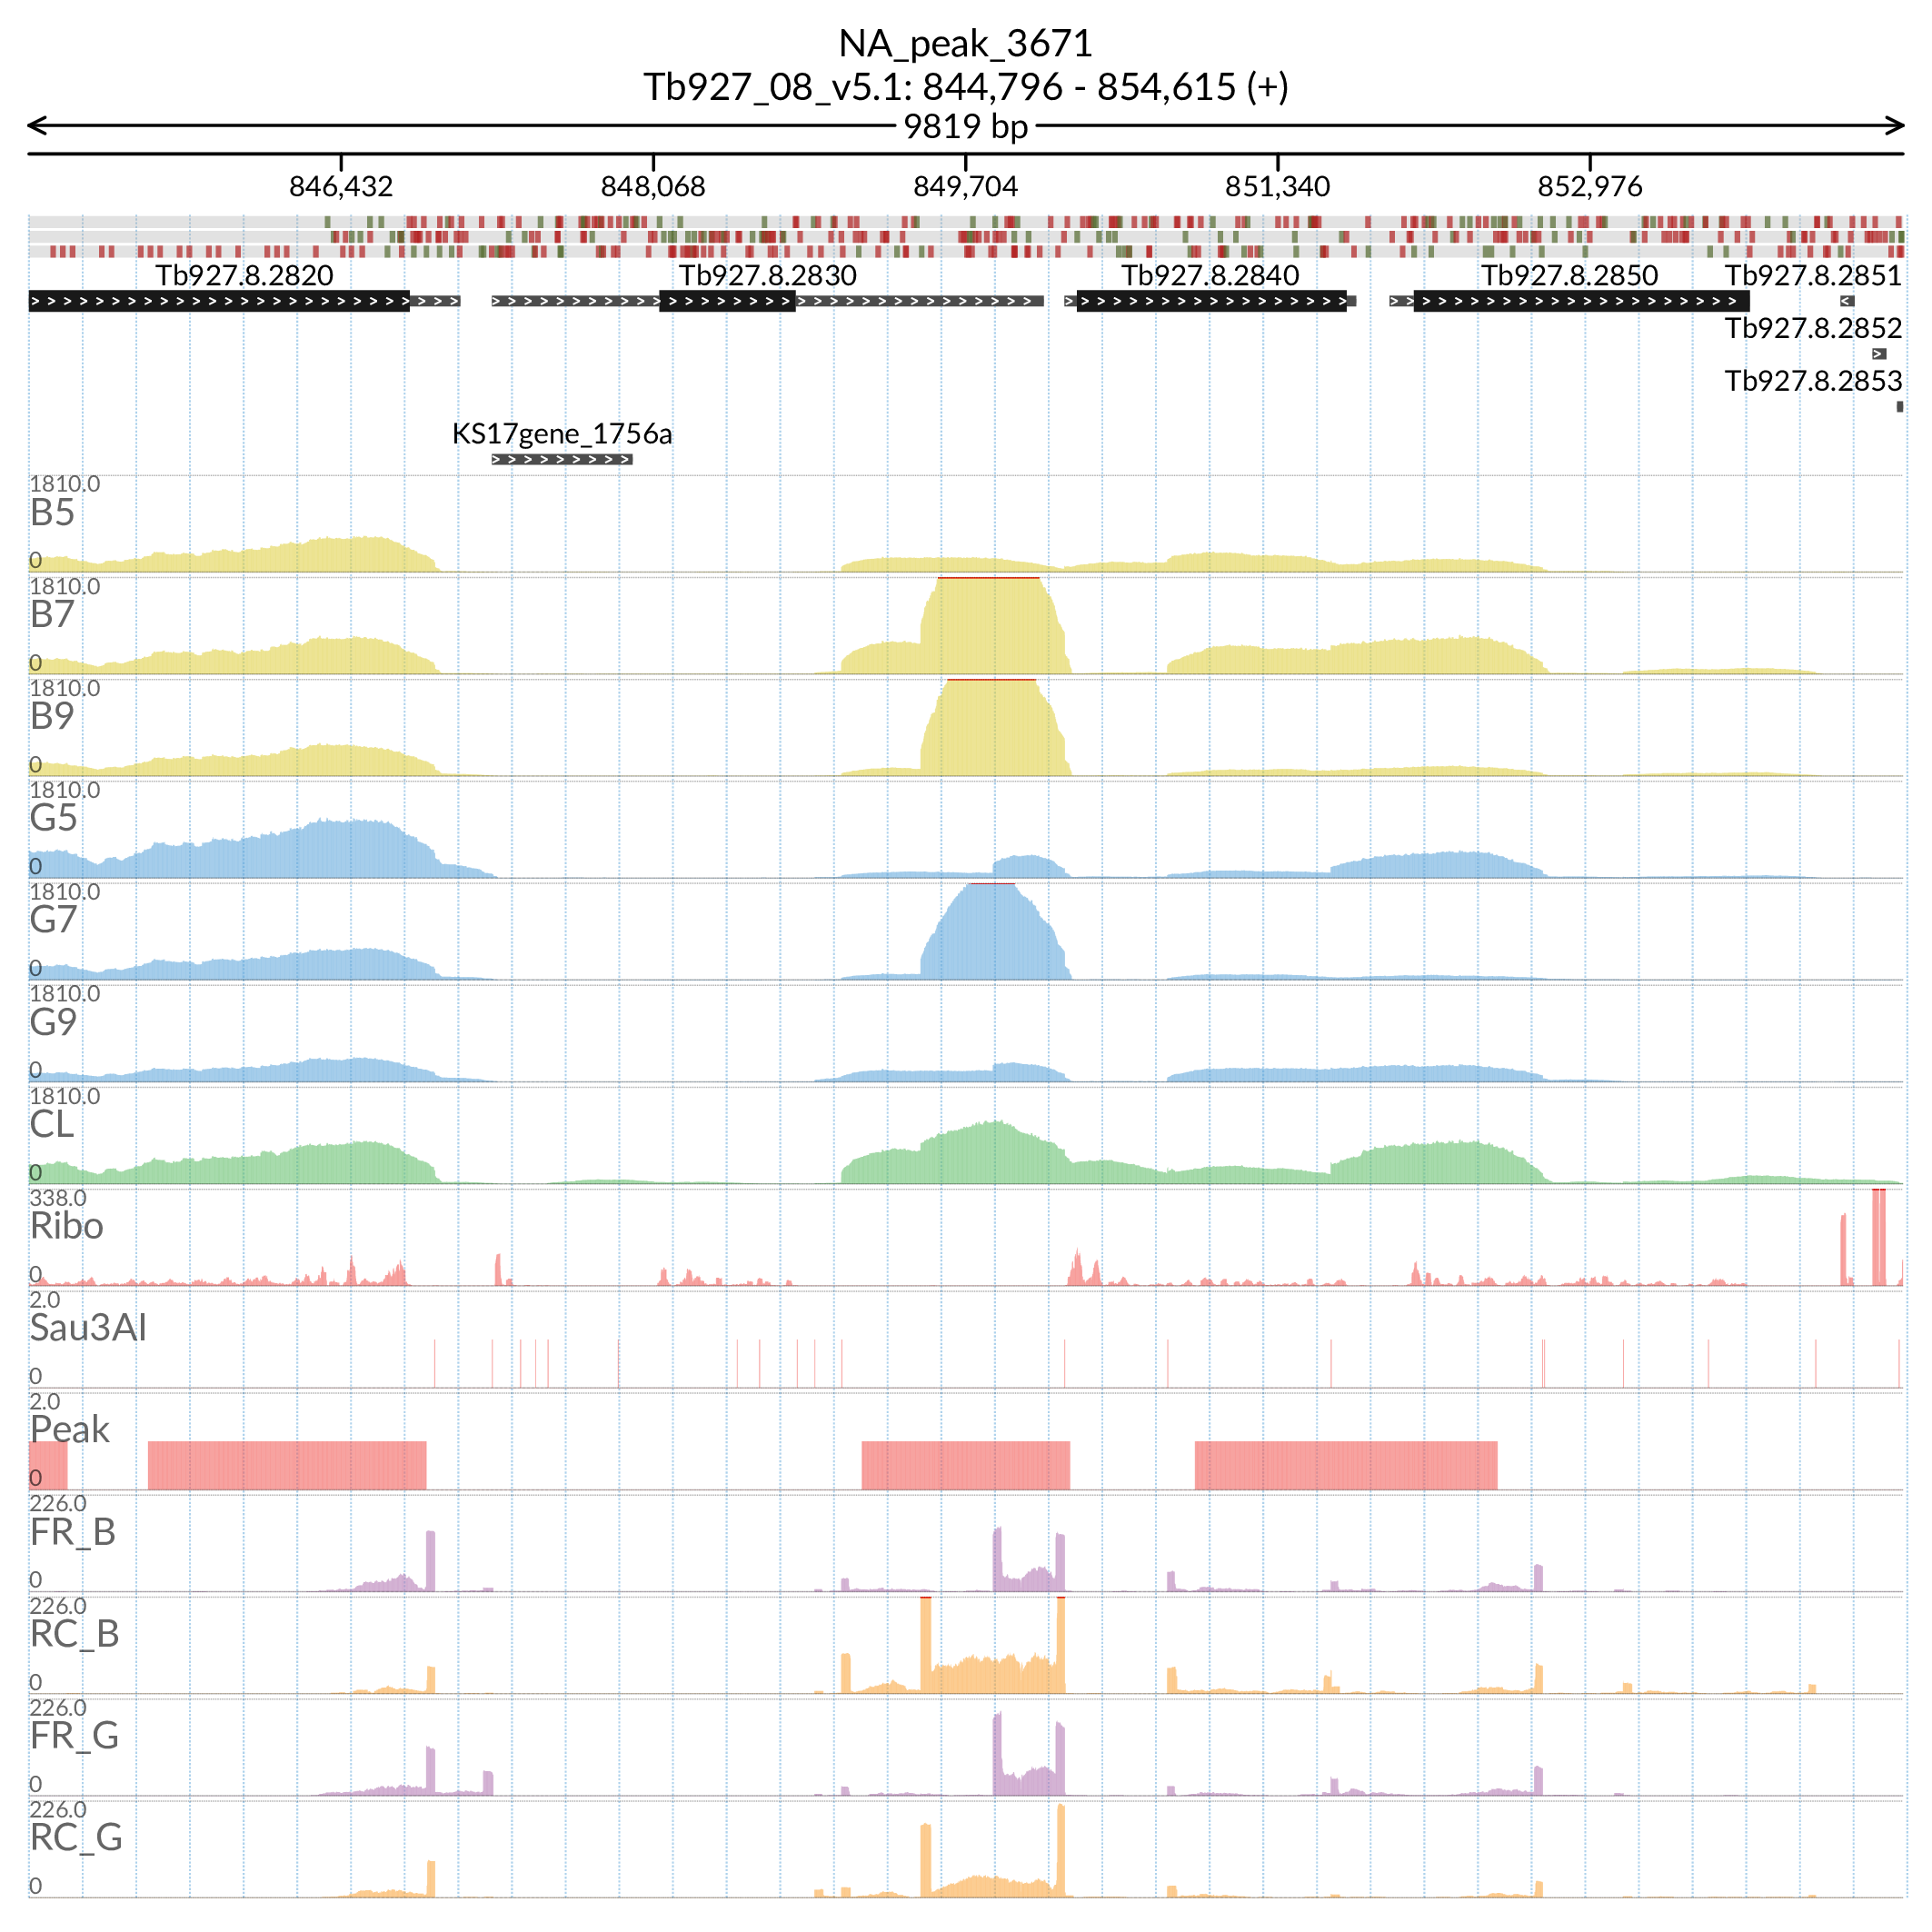 NA_peak_3671
Tb927_08_v5.1: 844,796 - 854,615 (+)
9819 bp
846,432 848,068 849,704 851,340 852,976
Tb927.8.2820 Tb927.8.2830 Tb927.8.2840 Tb927.8.2850 Tb927.8.2851
Tb927.8.2852
Tb927.8.2853
KS17gene_1756a
1810.0
B5
0
1810.0
B7
0
1810.0
B9
0
1810.0
G5
0
1810.0
G7
0
1810.0
G9
0
1810.0
CL
0
338.0
Ribo
0
2.0
Sau3AI
0
2.0
Peak
0
226.0
FR_B
0
226.0
RC_B
0
226.0
FR_G
0
226.0
RC_G
0